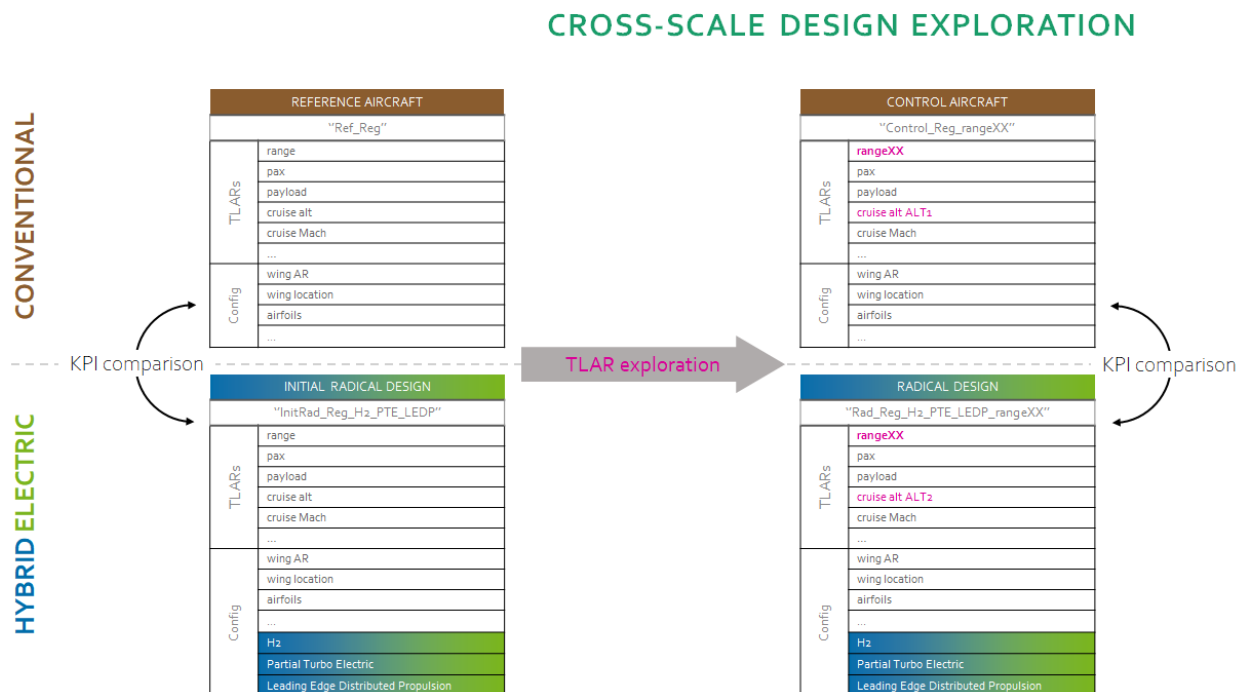 CROSS-SCALE DESIGN EXPLORATION
CONVENTIONAL
REFERENCE AIRCRAFT
"Ref_Reg"
TLARs
range
pax
payload
cruise alt
cruise Mach
...
Config
wing AR
wing location
airfoils
...
CONTROL AIRCRAFT
"Control_Reg_rangeXX"
TLARs
rangeXX
pax
payload
cruise alt ALT1
cruise Mach
...
Config
wing AR
wing location
airfoils
...
KPI comparison
TLAR exploration
KPI comparison
HYBRID ELECTRIC
INITIAL RADICAL DESIGN
"InitRad_Reg_H2_PTE_LEDP"
TLARs
range
pax
payload
cruise alt
cruise Mach
...
Config
wing AR
wing location
airfoils
...
H2
Partial Turbo Electric
Leading Edge Distributed Propulsion
RADICAL DESIGN
"Rad_Reg_H2_PTE_LEDP_rangeXX"
TLARs
rangeXX
pax
payload
cruise alt ALT2
cruise Mach
...
Config
wing AR
wing location
airfoils
...
H2
Partial Turbo Electric
Leading Edge Distributed Propulsion